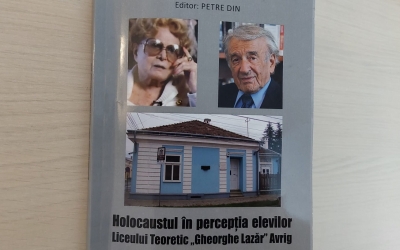 Editor: PETRE DIN
Holocaustul în percepția elevilor
Liceului Teoretic „Gheorghe Lazăr” Avrig